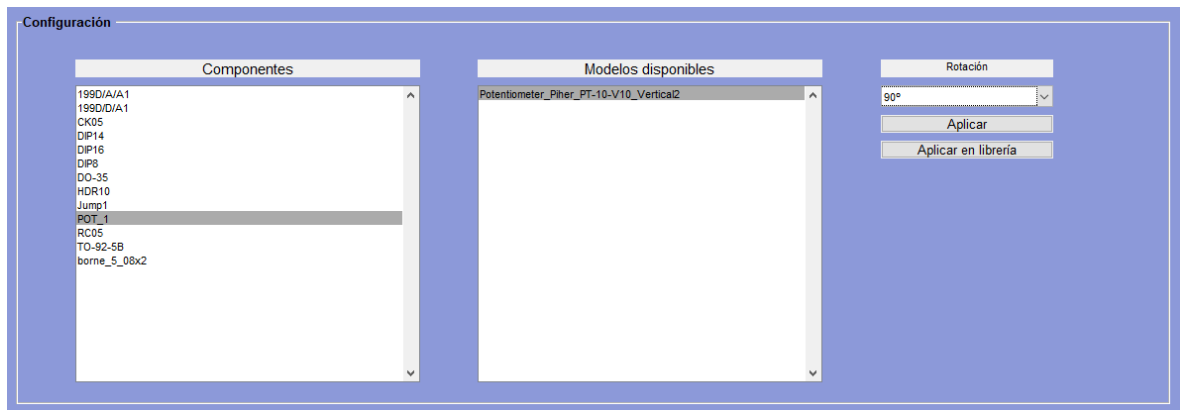 Configuración
Componentes
199D/A/A1
199D/D/A1
CK05
DIP14
DIP16
DIP8
DO-35
HDR10
Jump1
POT_1
RC05
TO-92-5B
borne_5_08x2
Modelos disponibles
Potentiometer_Piher_PT-10-V10_Vertical2
Rotación
90º
Aplicar
Aplicar en librería